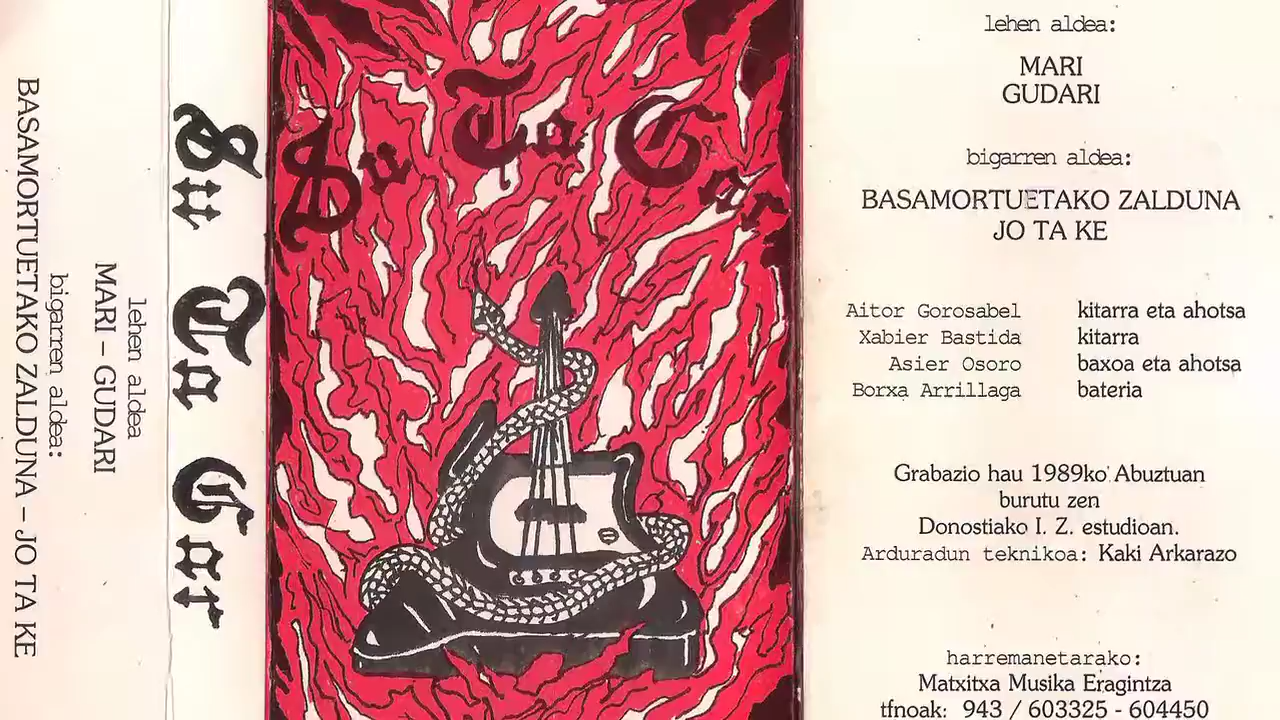 lehen aldea
MARI – GUDARI
bigarren aldea:
BASAMORTUETAKO ZALDUNA – JO TA KE
Su Ta Gar
Su Ta Gar
lehen aldea:
MARI
GUDARI
bigarren aldea:
BASAMORTUETAKO ZALDUNA
JO TA KE
Aitor Gorosabel kitarra eta ahotsa
Xabier Bastida kitarra
Asier Osoro baxoa eta ahotsa
Borxa Arrillaga bateria
Grabazio hau 1989ko Abuztuan
burutu zen
Donostiako I. Z. estudioan.
Arduradun teknikoa: Kaki Arkarazo
harremanetarako:
Matxitxa Musika Eragintza
tfnoak: 943 / 603325 - 604450